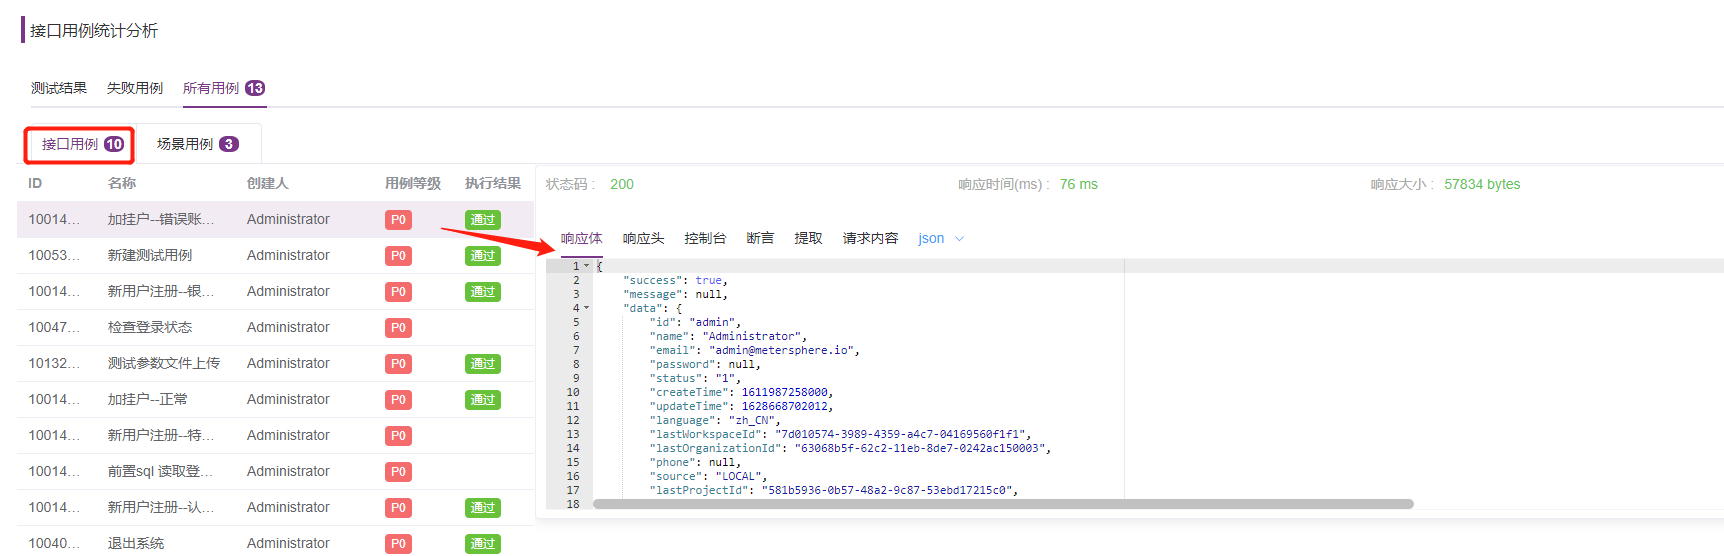 接口用例统计分析
测试结果 失败用例 所有用例 13
接口用例 10 场景用例 3
ID 名称 创建人 用例等级 执行结果
10014... 加挂户--错误账... Administrator P0 通过
10053... 新建测试用例 Administrator P0 通过
10014... 新用户注册--银... Administrator P0 通过
10047... 检查登录状态 Administrator P0
10132... 测试参数文件上传 Administrator P0 通过
10014... 加挂户--正常 Administrator P0 通过
10014... 新用户注册--特... Administrator P0
10014... 前置sql 读取登... Administrator P0
10014... 新用户注册--认... Administrator P0 通过
10040... 退出系统 Administrator P0 通过
状态码 : 200 响应时间(ms) : 76 ms 响应大小 : 57834 bytes
响应体 响应头 控制台 断言 提取 请求内容 json
1 {
2 "success": true,
3 "message": null,
4 "data": {
5 "id": "admin",
6 "name": "Administrator",
7 "email": "admin@metersphere.io",
8 "password": null,
9 "status": "1",
10 "createTime": 1611987258000,
11 "updateTime": 1628668702012,
12 "language": "zh_CN",
13 "lastWorkspaceId": "7d010574-3989-4359-a4c7-04169560f1f1",
14 "lastOrganizationId": "63068b5f-62c2-11eb-8de7-0242ac150003",
15 "phone": null,
16 "source": "LOCAL",
17 "lastProjectId": "581b5936-0b57-48a2-9c87-53ebd17215c0",
18